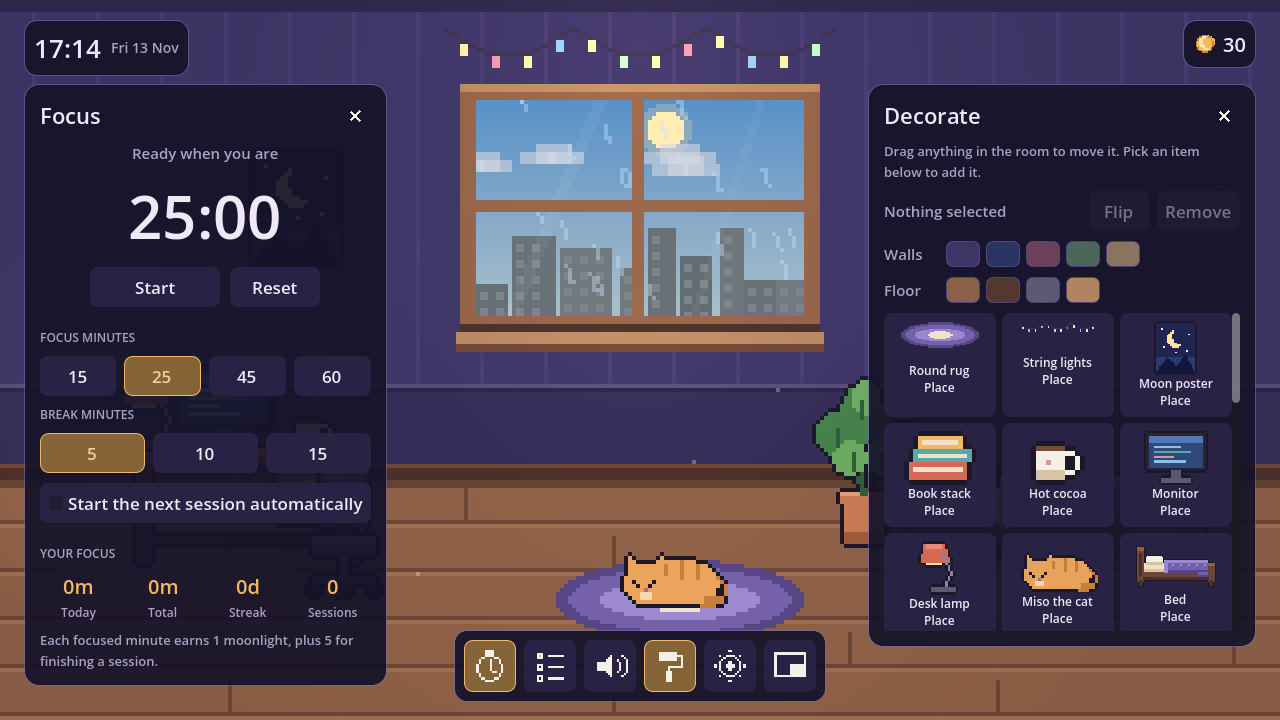 17:14 Fri 13 Nov
30
Focus
Ready when you are
25:00
Start Reset
FOCUS MINUTES
15 25 45 60
BREAK MINUTES
5 10 15
Start the next session automatically
YOUR FOCUS
0m 0m 0d 0
Today Total Streak Sessions
Each focused minute earns 1 moonlight, plus 5 for
finishing a session.
Decorate
Drag anything in the room to move it. Pick an item
below to add it.
Nothing selected Flip Remove
Walls
Floor
Round rug
Place
String lights
Place
Moon poster
Place
Book stack
Place
Hot cocoa
Place
Monitor
Place
Desk lamp
Place
Miso the cat
Place
Bed
Place